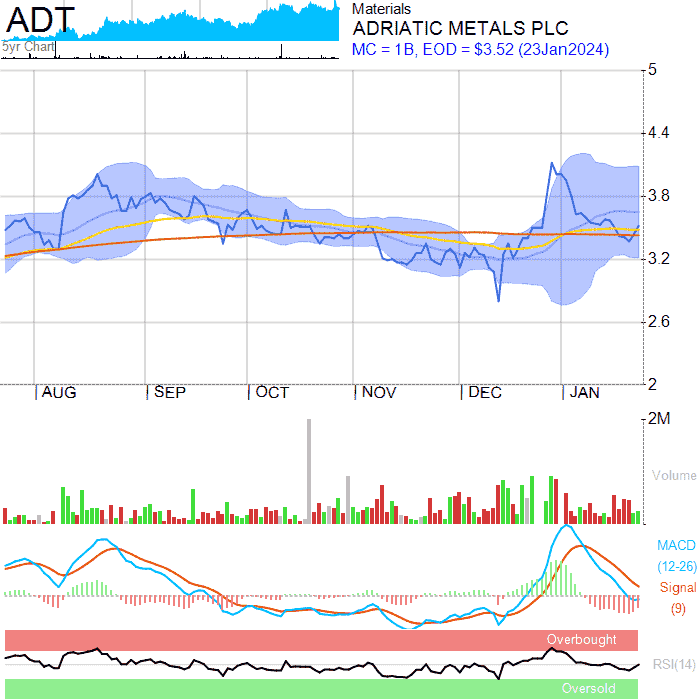 ADT
5yr Chart
Materials
ADRIATIC METALS PLC
MC = 1B, EOD = $3.52 (23Jan2024)
5
4.4
3.8
3.2
2.6
2
AUG SEP OCT NOV DEC JAN
2M
Volume
MACD
(12-26)
Signal
(9)
Overbought
RSI(14)
Oversold